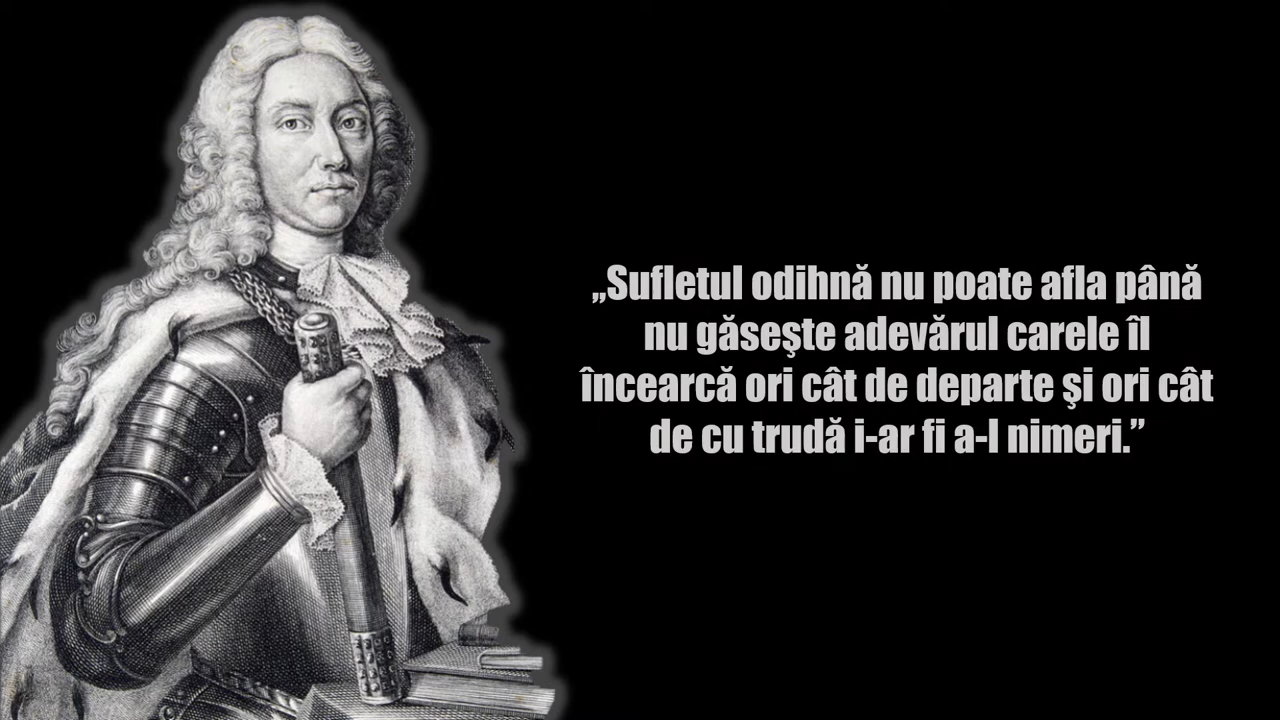 „Sufletul odihnă nu poate afla până
nu găseşte adevărul carele îl
încearcă ori cât de departe şi ori cât
de cu trudă i-ar fi a-l nimeri.”